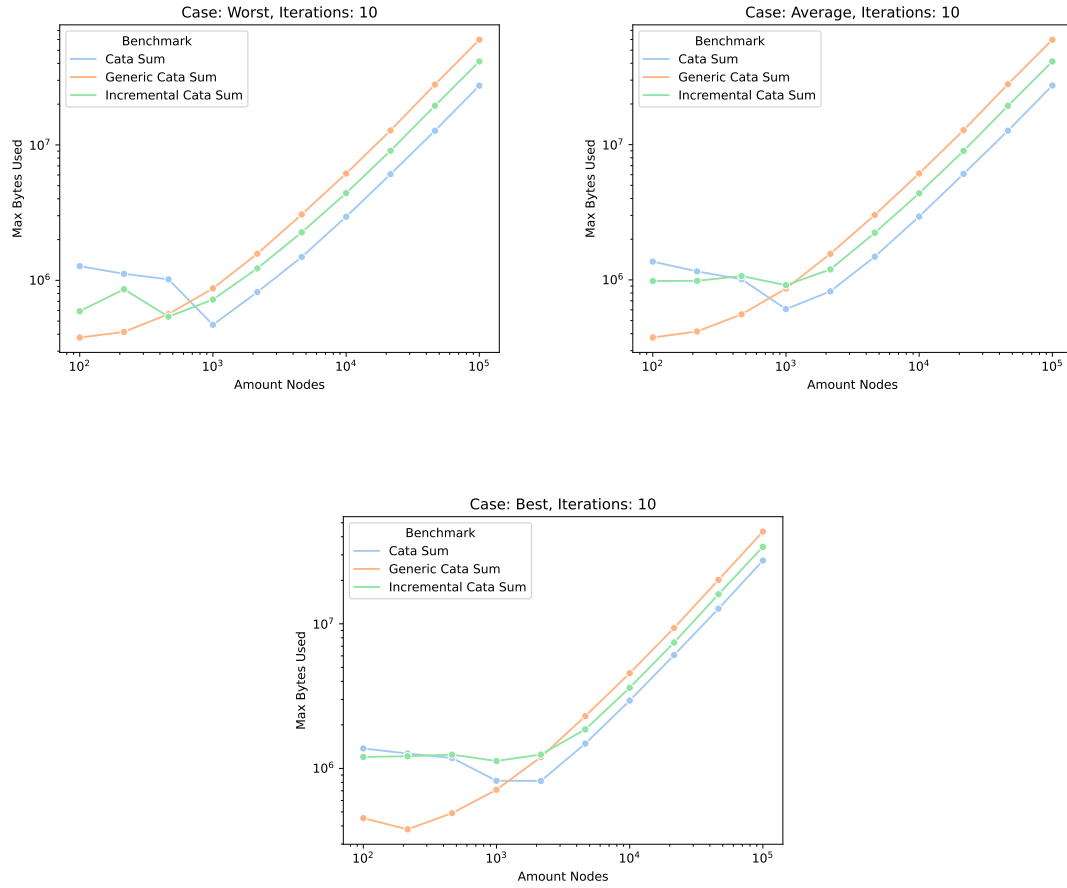 Case: Worst, Iterations: 10
Benchmark
Cata Sum
Generic Cata Sum
Incremental Cata Sum
Max Bytes Used
10^7
10^6
10^2
10^3
10^4
10^5
Amount Nodes
Case: Average, Iterations: 10
Benchmark
Cata Sum
Generic Cata Sum
Incremental Cata Sum
Max Bytes Used
10^7
10^6
10^2
10^3
10^4
10^5
Amount Nodes
Case: Best, Iterations: 10
Benchmark
Cata Sum
Generic Cata Sum
Incremental Cata Sum
Max Bytes Used
10^7
10^6
10^2
10^3
10^4
10^5
Amount Nodes